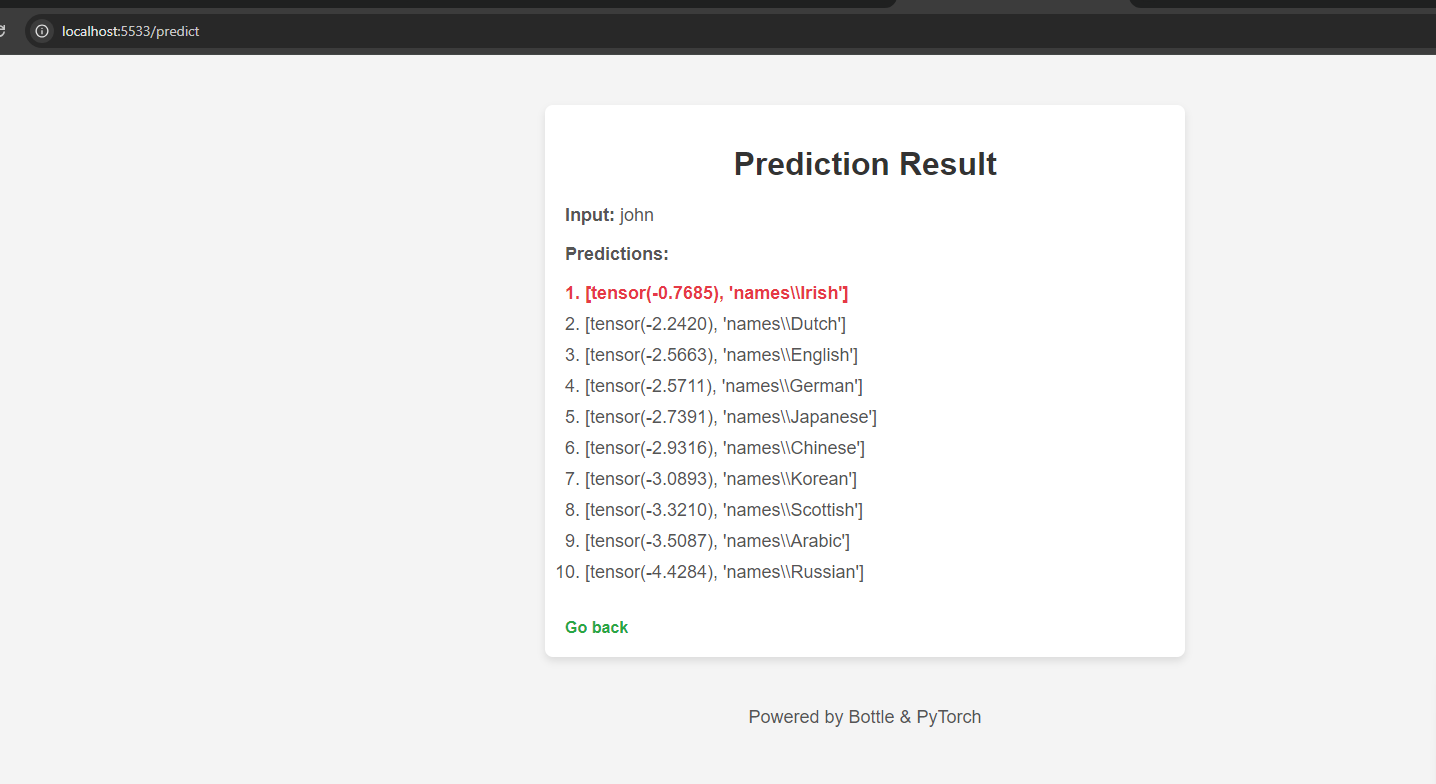 localhost:5533/predict
Prediction Result
Input: john
Predictions:
1. [tensor(-0.7685), 'names\\Irish']
2. [tensor(-2.2420), 'names\\Dutch']
3. [tensor(-2.5663), 'names\\English']
4. [tensor(-2.5711), 'names\\German']
5. [tensor(-2.7391), 'names\\Japanese']
6. [tensor(-2.9316), 'names\\Chinese']
7. [tensor(-3.0893), 'names\\Korean']
8. [tensor(-3.3210), 'names\\Scottish']
9. [tensor(-3.5087), 'names\\Arabic']
10. [tensor(-4.4284), 'names\\Russian']
Go back
Powered by Bottle & PyTorch